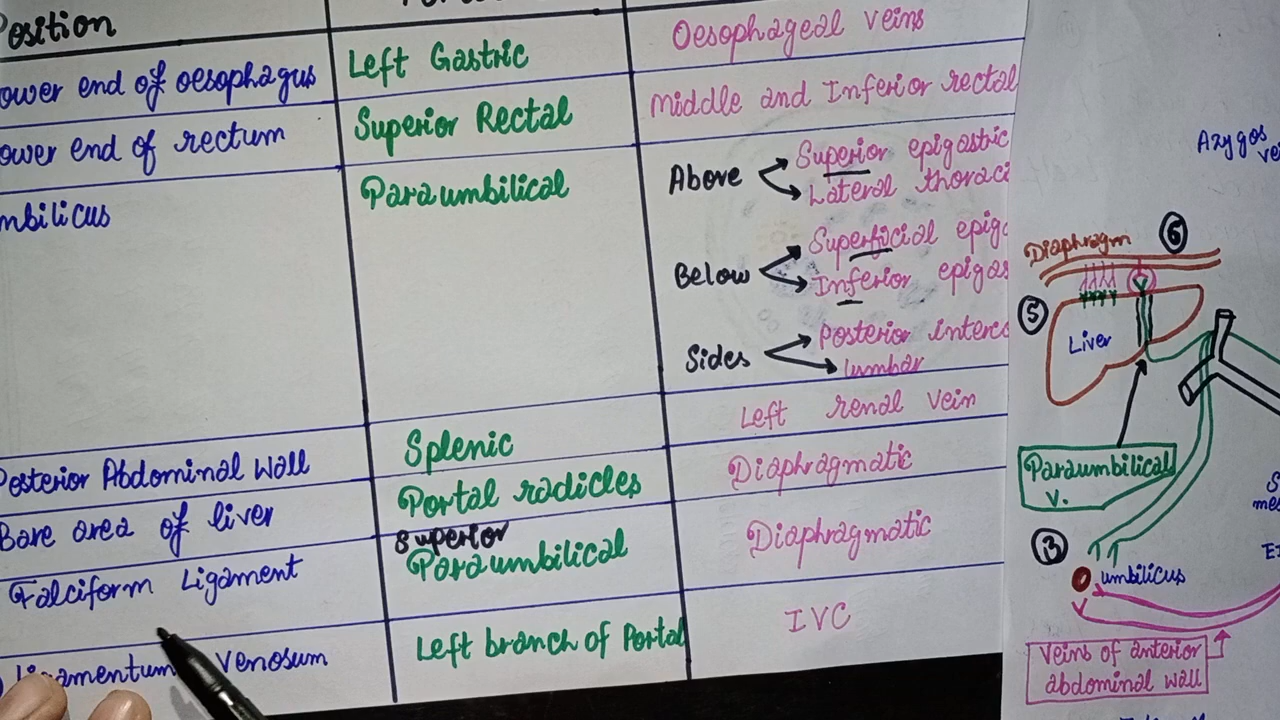 osition
ower end of oesophagus Left Gastric Oesophageal veins
ower end of rectum Superior Rectal Middle and Inferior rectal
mbilicus Paraumbilical
Above Superior epigastric
Lateral thoraci
Below Superficial epig
Inferior epigas
Sides Posterior interco
lumbar
Posterior Abdominal Wall Splenic Left renal vein
Bare area of liver Portal radicles Diaphragmatic
Falciform Ligament superior Paraumbilical Diaphragmatic
Ligamentum Venosum Left branch of Portal IVC
Azygos
ve
Diaphragm 6
5
Liver
Paraumbilical
v.
3
umbilicus
S
mes
Veins of anterior
abdominal wall